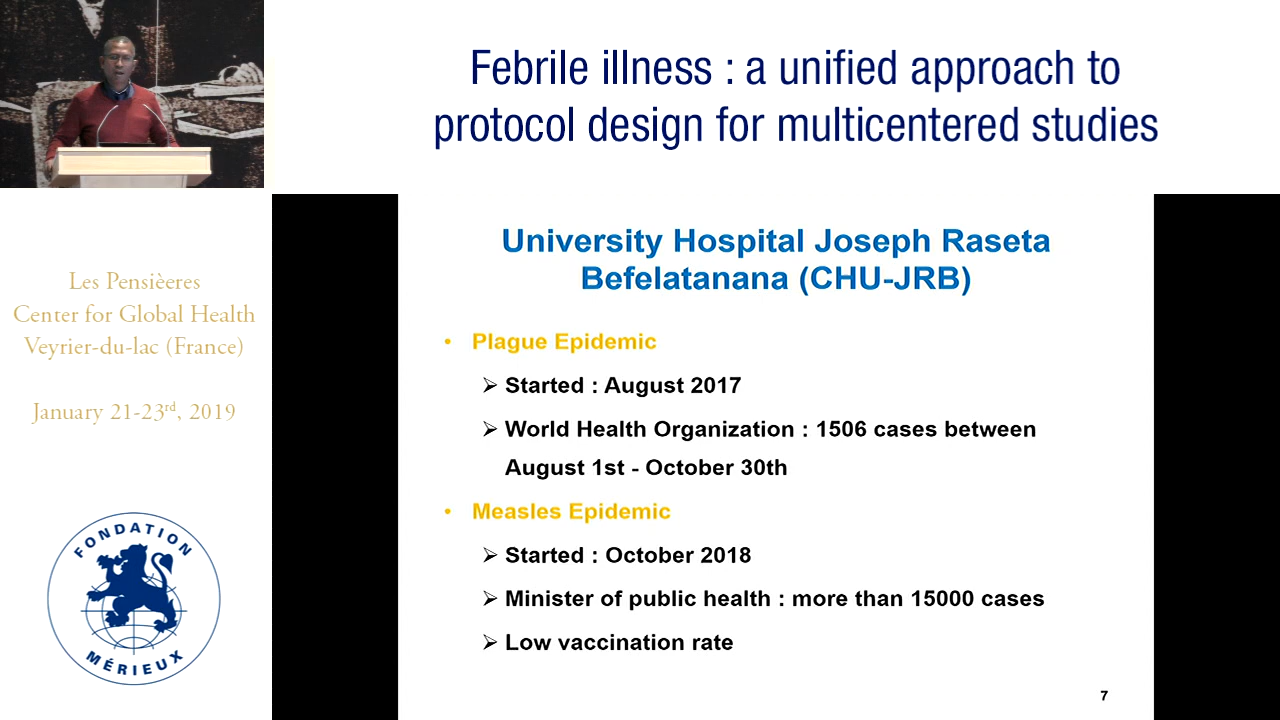 Febrile illness : a unified approach to
protocol design for multicentered studies
Les Pensièeres
Center for Global Health
Veyrier-du-lac (France)
January 21-23rd, 2019
FONDATION
MÉRIEUX
University Hospital Joseph Raseta
Befelatanana (CHU-JRB)
• Plague Epidemic
➢ Started : August 2017
➢ World Health Organization : 1506 cases between
August 1st - October 30th
• Measles Epidemic
➢ Started : October 2018
➢ Minister of public health : more than 15000 cases
➢ Low vaccination rate
7